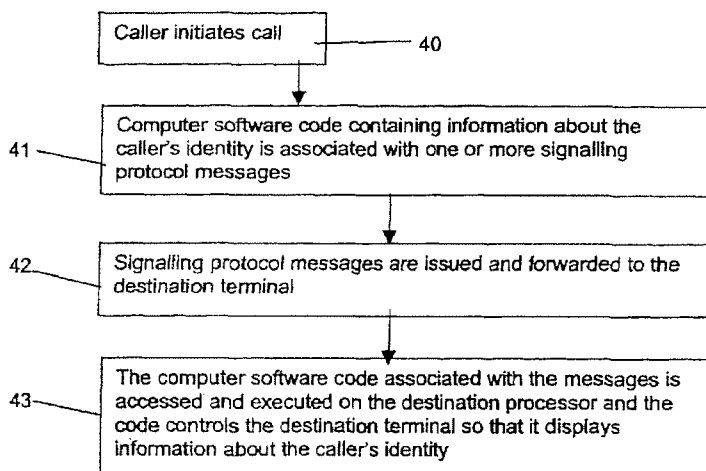 Caller initiates call
40
41
Computer software code containing information about the
caller's identity is associated with one or more signalling
protocol messages
42
Signalling protocol messages are issued and forwarded to the
destination terminal
43
The computer software code associated with the messages is
accessed and executed on the destination processor and the
code controls the destination terminal so that it displays
information about the caller's identity